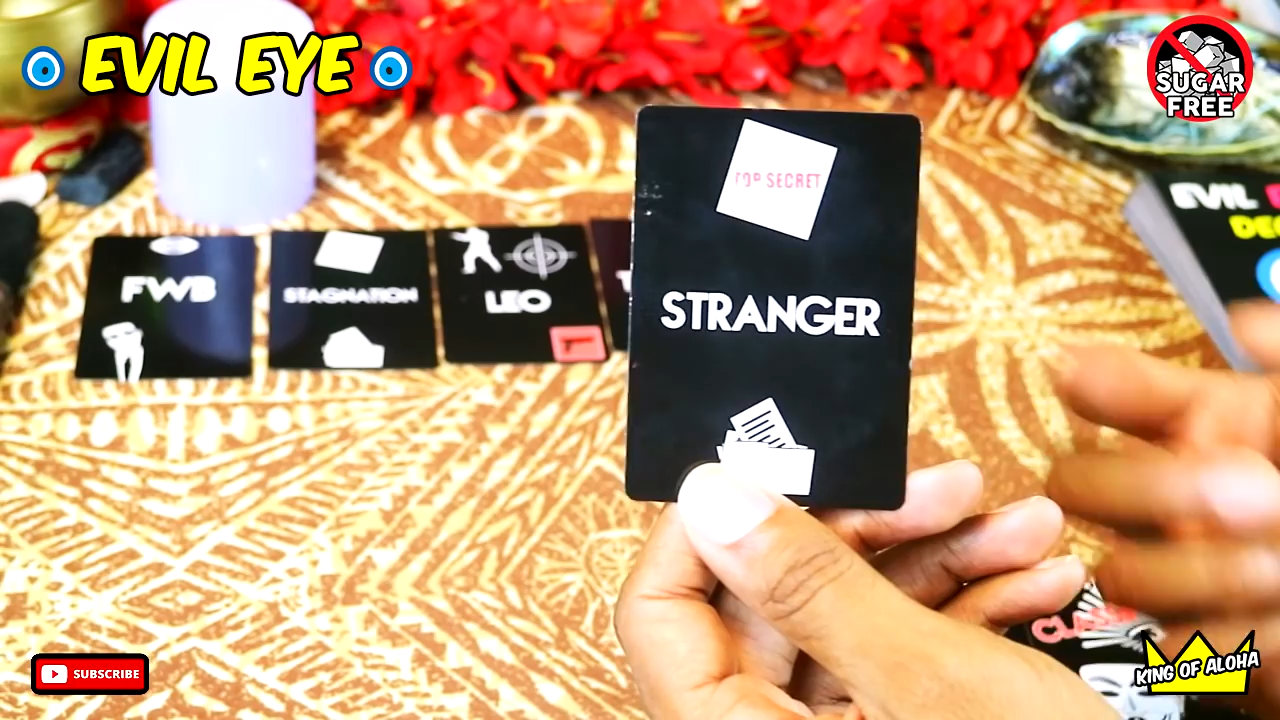 EVIL EYE
SUGAR
FREE
TOP SECRET
EVIL
FWB
STAGNATION
LEO
STRANGER
SUBSCRIBE
KING OF ALOHA